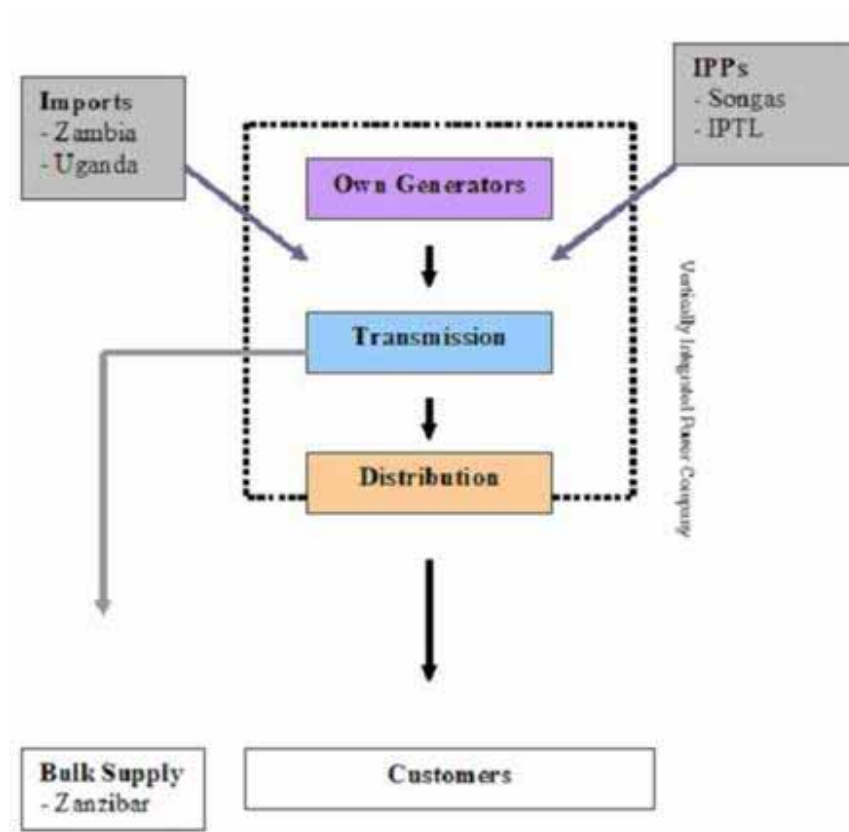 Imports
- Zambia
- Uganda
IPPs
- Songas
- IPTL
Own Generators
Transmission
Distribution
Vertically Integrated Power Company
Bulk Supply
- Zanzibar
Customers